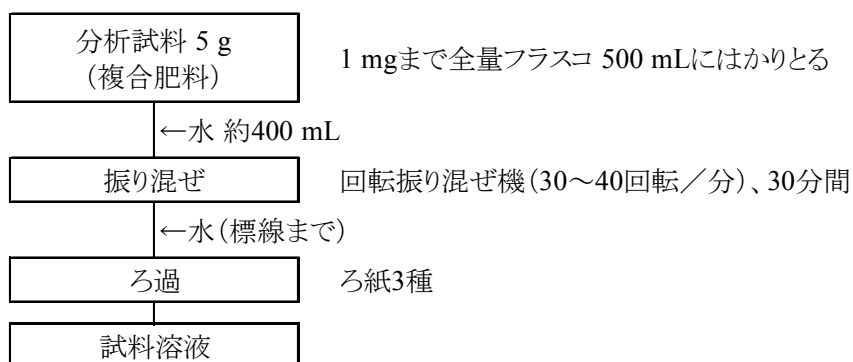 分析試料 5 g
(複合肥料)
1 mgまで全量フラスコ 500 mLにはかりとる
←水 約400 mL
振り混ぜ
回転振り混ぜ機(30~40回転/分)、30分間
←水(標線まで)
ろ過
ろ紙3種
試料溶液